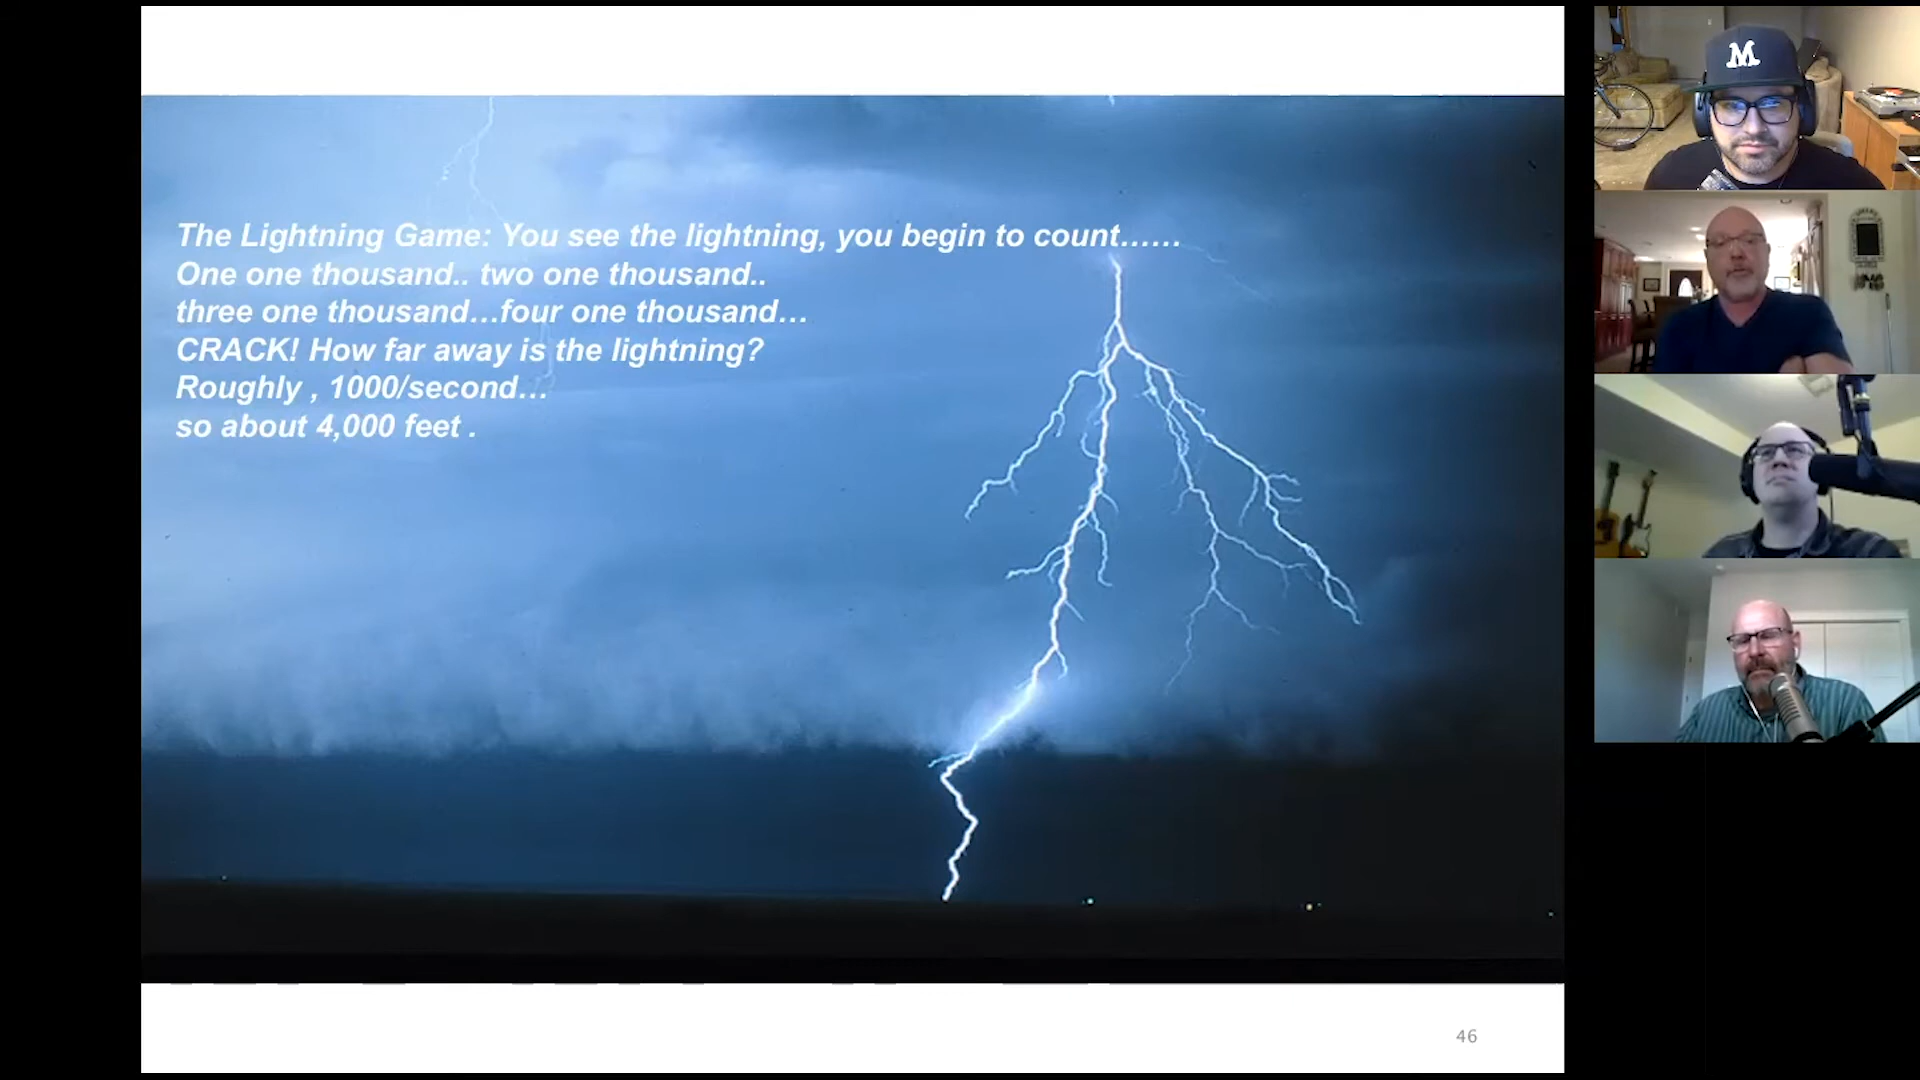 The Lightning Game: You see the lightning, you begin to count……
One one thousand.. two one thousand..
three one thousand…four one thousand…
CRACK! How far away is the lightning?
Roughly , 1000/second…
so about 4,000 feet .
46
M